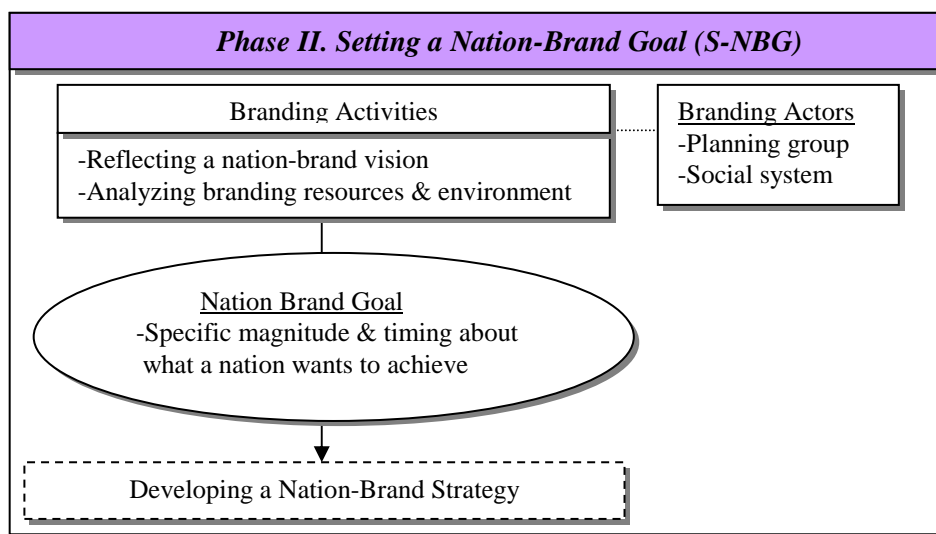 Phase II. Setting a Nation-Brand Goal (S-NBG)
Branding Activities
-Reflecting a nation-brand vision
-Analyzing branding resources & environment
Branding Actors
-Planning group
-Social system
Nation Brand Goal
-Specific magnitude & timing about
what a nation wants to achieve
Developing a Nation-Brand Strategy